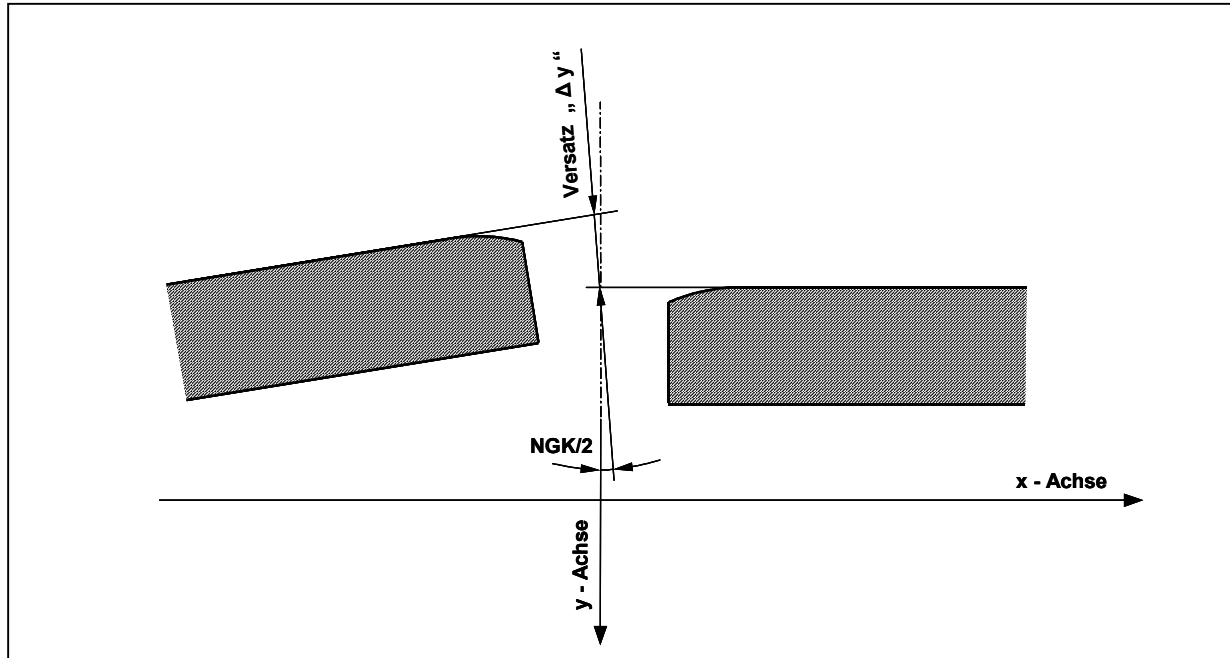 Versatz „ Δ y “
NGK/2
x - Achse
y - Achse